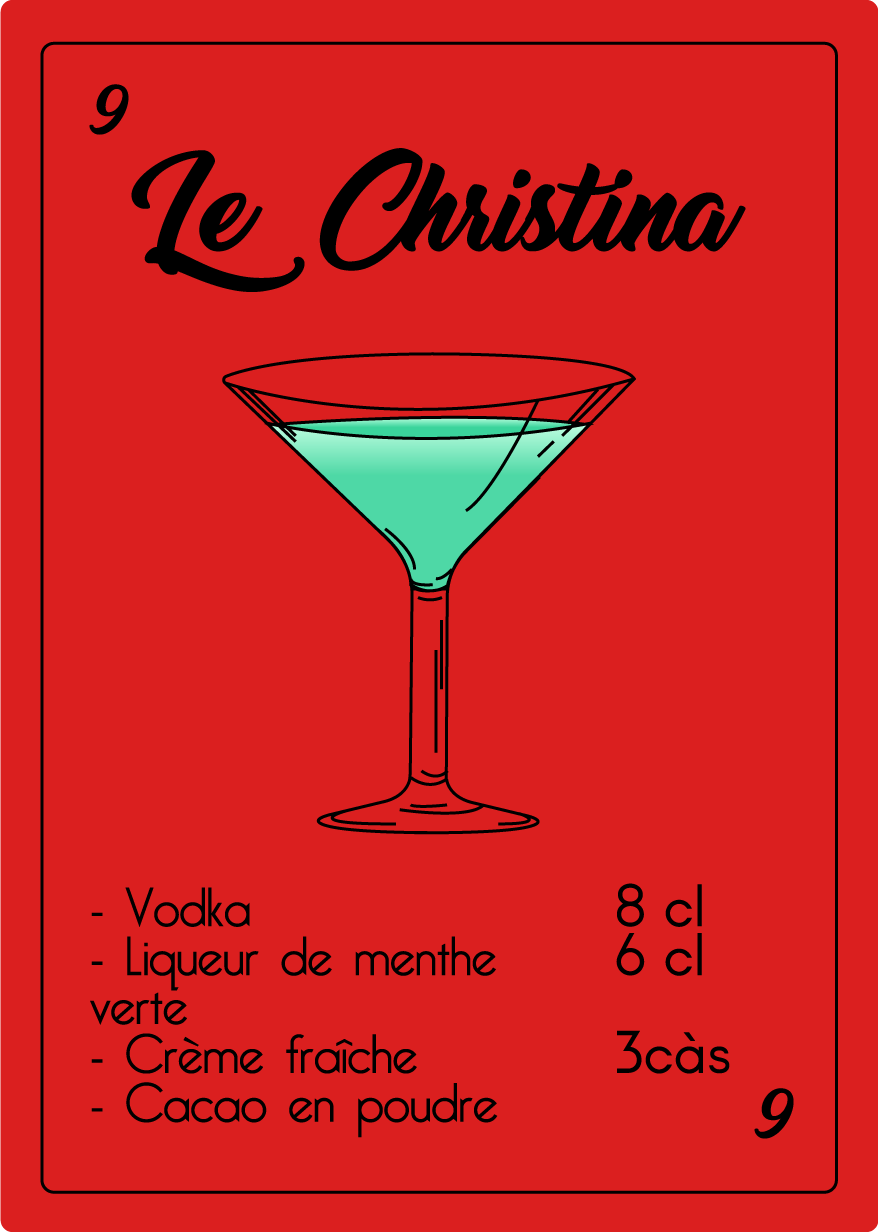 9
Le Christina
- Vodka 8 cl
- Liqueur de menthe 6 cl
verte
- Crème fraîche 3càs
- Cacao en poudre
9